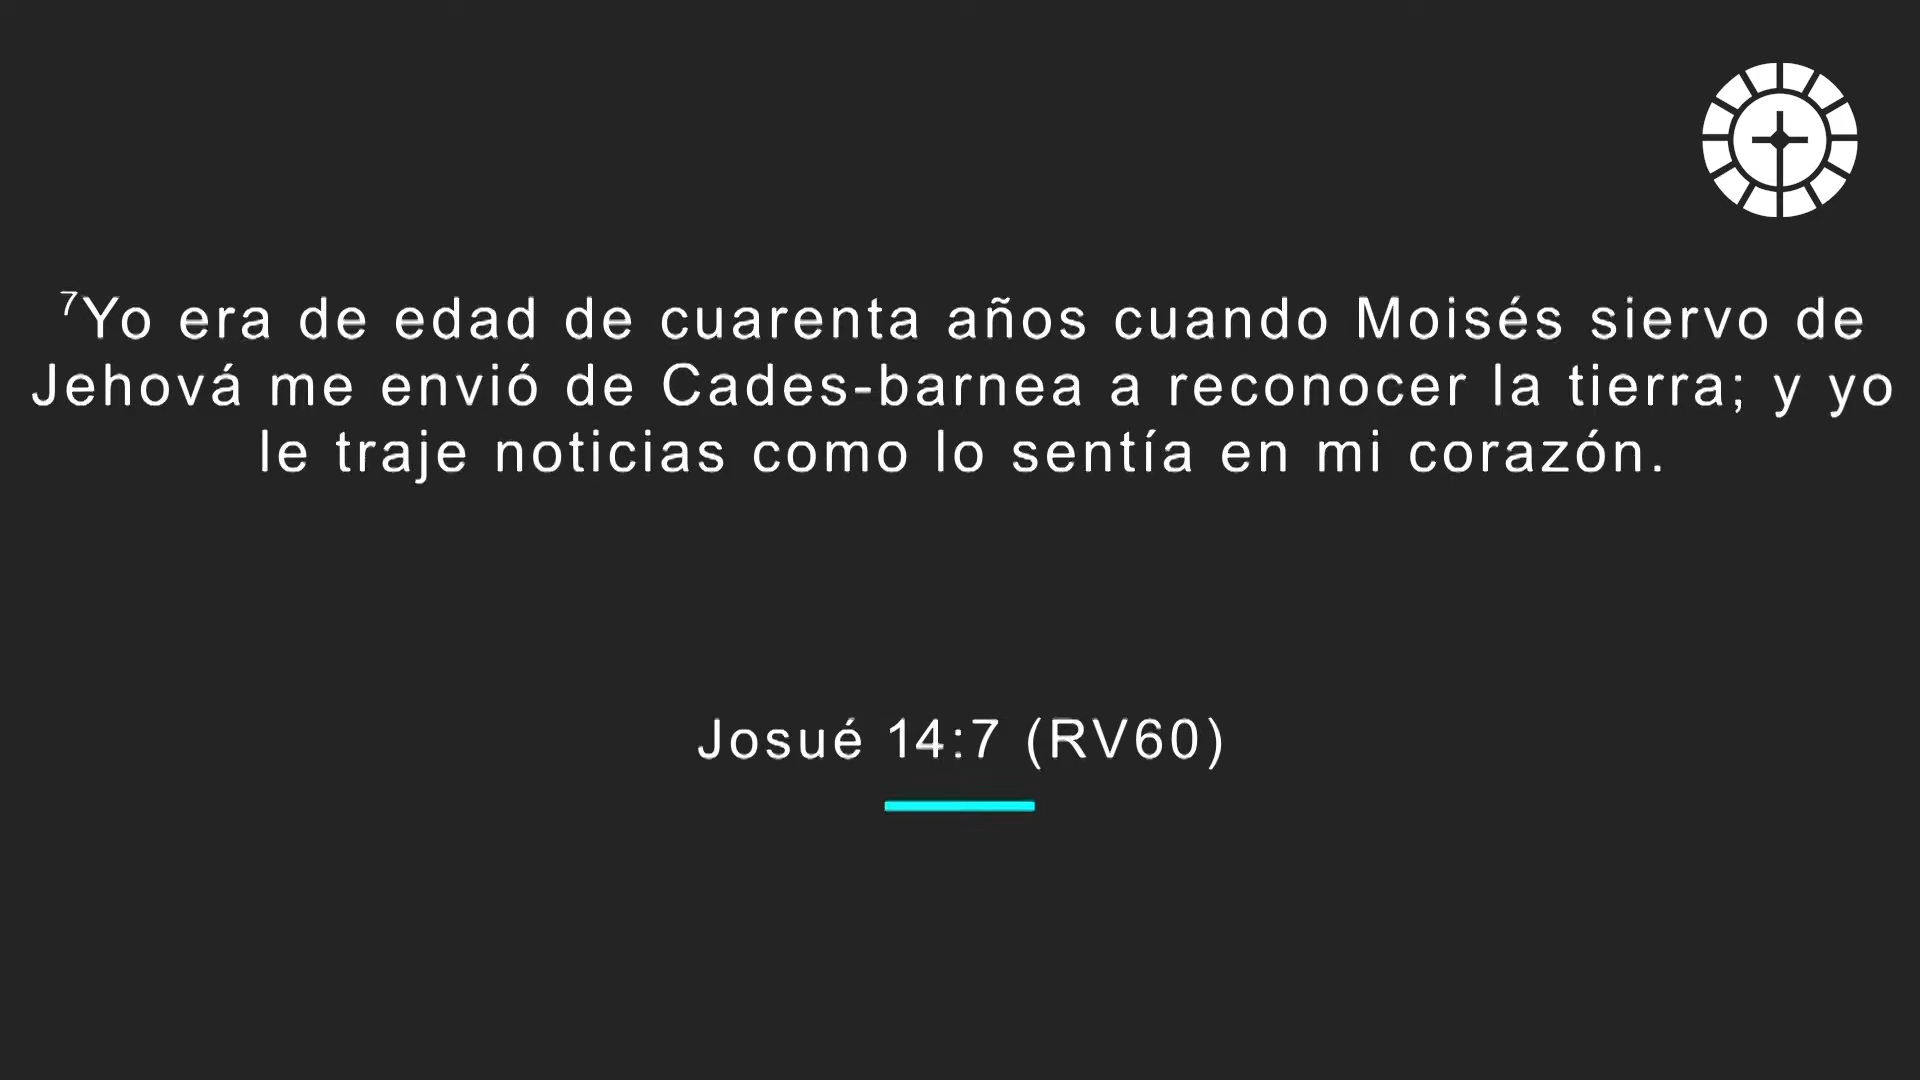 ⁷Yo era de edad de cuarenta años cuando Moisés siervo de
Jehová me envió de Cades-barnea a reconocer la tierra; y yo
le traje noticias como lo sentía en mi corazón.
Josué 14:7 (RV60)